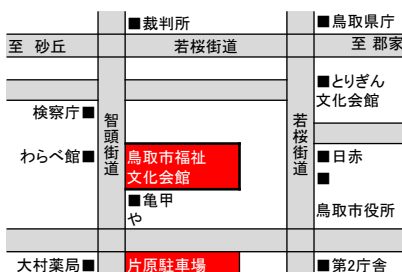 ■裁判所
■鳥取県庁
至 砂丘
若桜街道
至 郡家
■とりぎん
文化会館
検察庁■
智頭街道
若桜街道
わらべ館■
鳥取市福祉
文化会館
■日赤
■
鳥取市役所
■亀甲
や
大村薬局■
片原駐車場
■第2庁舎